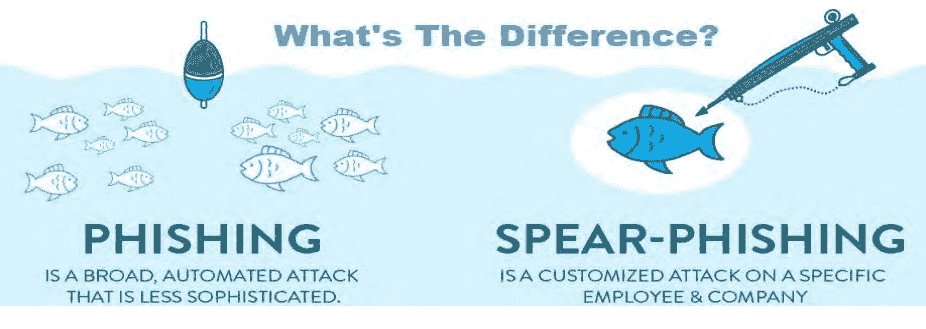 What's The Difference?
PHISHING
IS A BROAD, AUTOMATED ATTACK
THAT IS LESS SOPHISTICATED.
SPEAR-PHISHING
IS A CUSTOMIZED ATTACK ON A SPECIFIC
EMPLOYEE & COMPANY